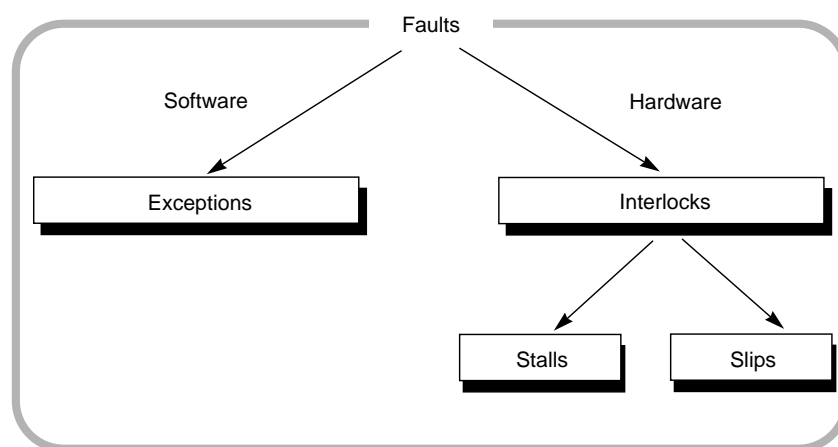 Faults
Software
Hardware
Exceptions
Interlocks
Stalls
Slips